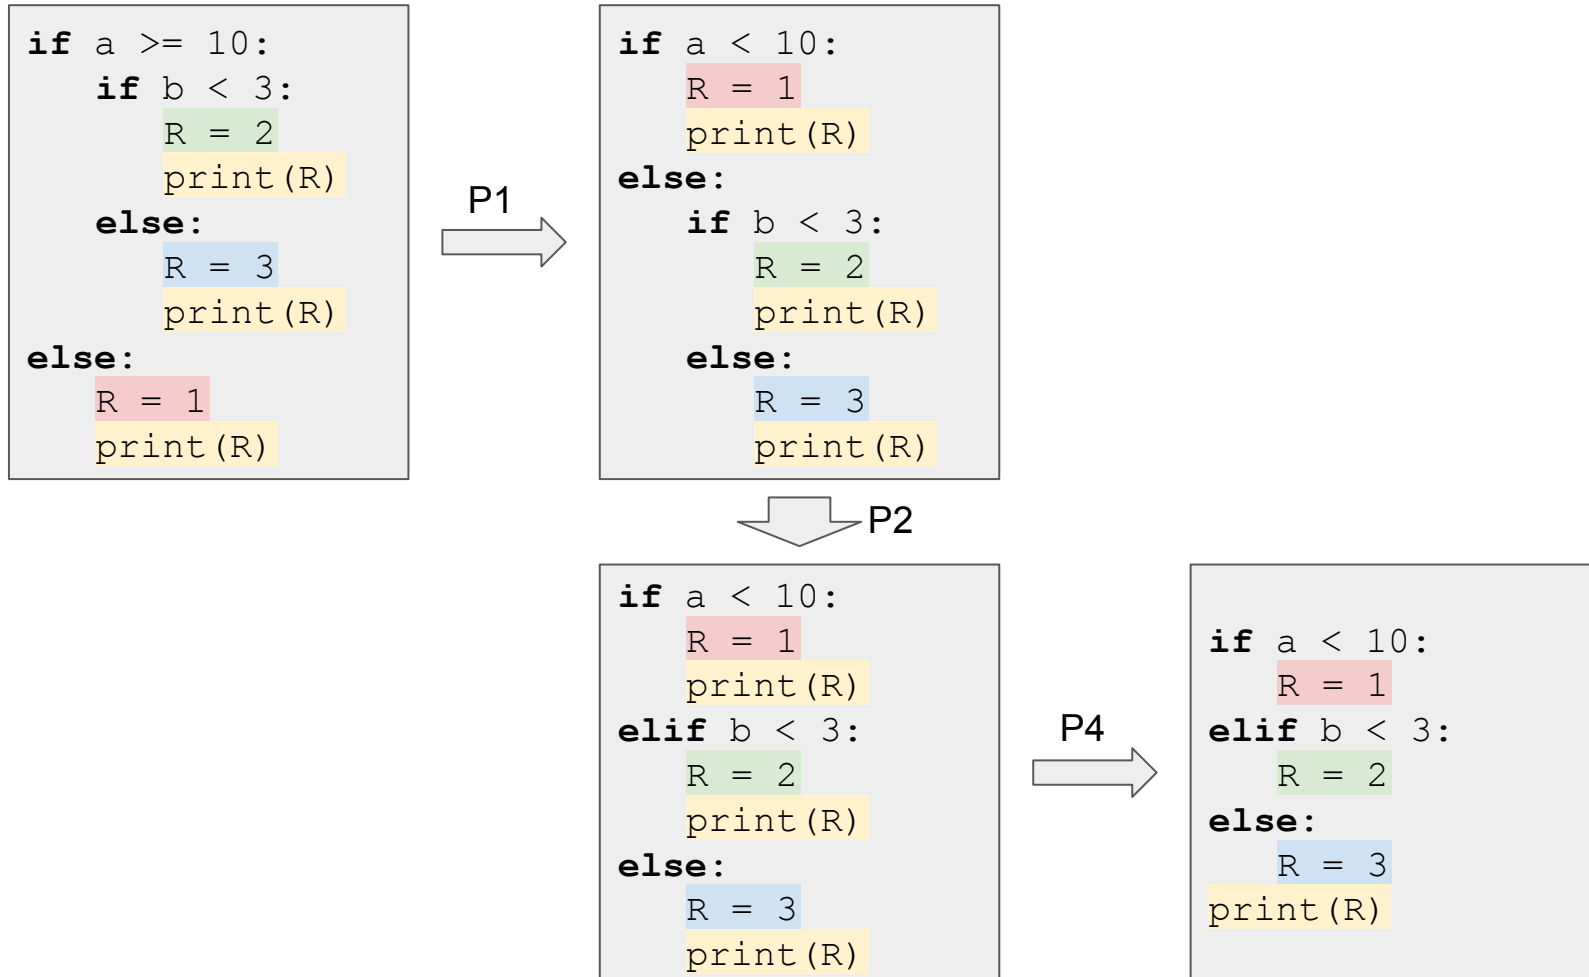 if a >= 10:
    if b < 3:
        R = 2
        print(R)
    else:
        R = 3
        print(R)
else:
    R = 1
    print(R)
P1
if a < 10:
    R = 1
    print(R)
else:
    if b < 3:
        R = 2
        print(R)
    else:
        R = 3
        print(R)
P2
if a < 10:
    R = 1
    print(R)
elif b < 3:
    R = 2
    print(R)
else:
    R = 3
    print(R)
P4
if a < 10:
    R = 1
elif b < 3:
    R = 2
else:
    R = 3
print(R)